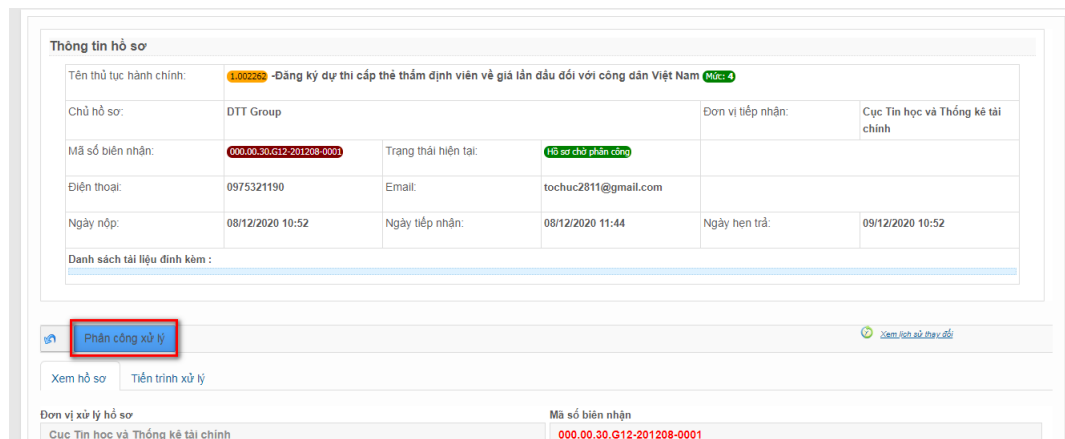 Thông tin hồ sơ
Tên thủ tục hành chính: 1.002262 -Đăng ký dự thi cấp thẻ thẩm định viên về giá lần đầu đối với công dân Việt Nam Mức: 4
Chủ hồ sơ: DTT Group Đơn vị tiếp nhận: Cục Tin học và Thống kê tài
chính
Mã số biên nhận: 000.00.30.G12-201208-0001 Trạng thái hiện tại: Hồ sơ chờ phân công
Điện thoại: 0975321190 Email: tochuc2811@gmail.com
Ngày nộp: 08/12/2020 10:52 Ngày tiếp nhận: 08/12/2020 11:44 Ngày hẹn trả: 09/12/2020 10:52
Danh sách tài liệu đính kèm :
Phân công xử lý Xem lịch sử thay đổi
Xem hồ sơ Tiến trình xử lý
Đơn vị xử lý hồ sơ Mã số biên nhận
Cục Tin học và Thống kê tài chính 000.00.30.G12-201208-0001